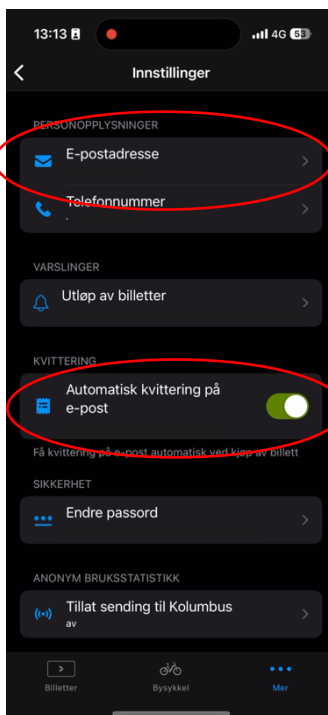 13:13 4G 53
Innstillinger
PERSONOPPLYSNINGER
E-postadresse
Telefonnummer
VARSLINGER
Utløp av billetter
KVITTERING
Automatisk kvittering på
e-post
Få kvittering på e-post automatisk ved kjøp av billett
SIKKERHET
Endre passord
ANONYM BRUKSSTATISTIKK
Tillat sending til Kolumbus
av
Billetter Bysykkel Mer